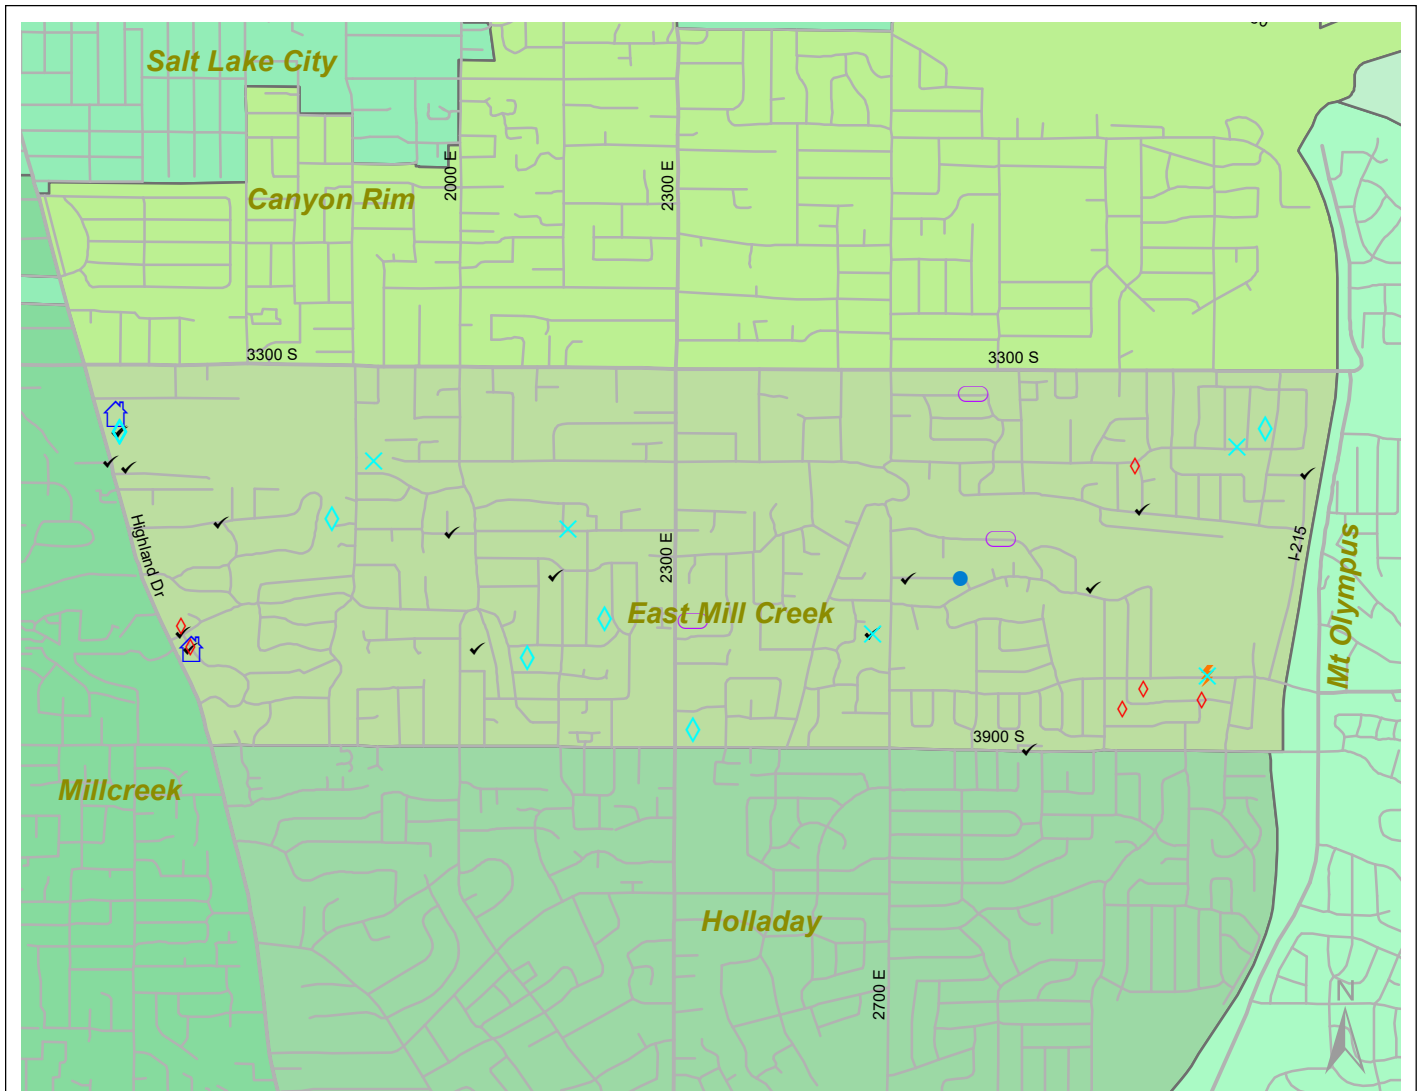 Salt Lake City
Canyon Rim
2000 E
2300 E
3300 S
3300 S
Highland Dr
2300 E
I-215
East Mill Creek
Mt Olympus
3900 S
Millcreek
Holladay
2700 E
N